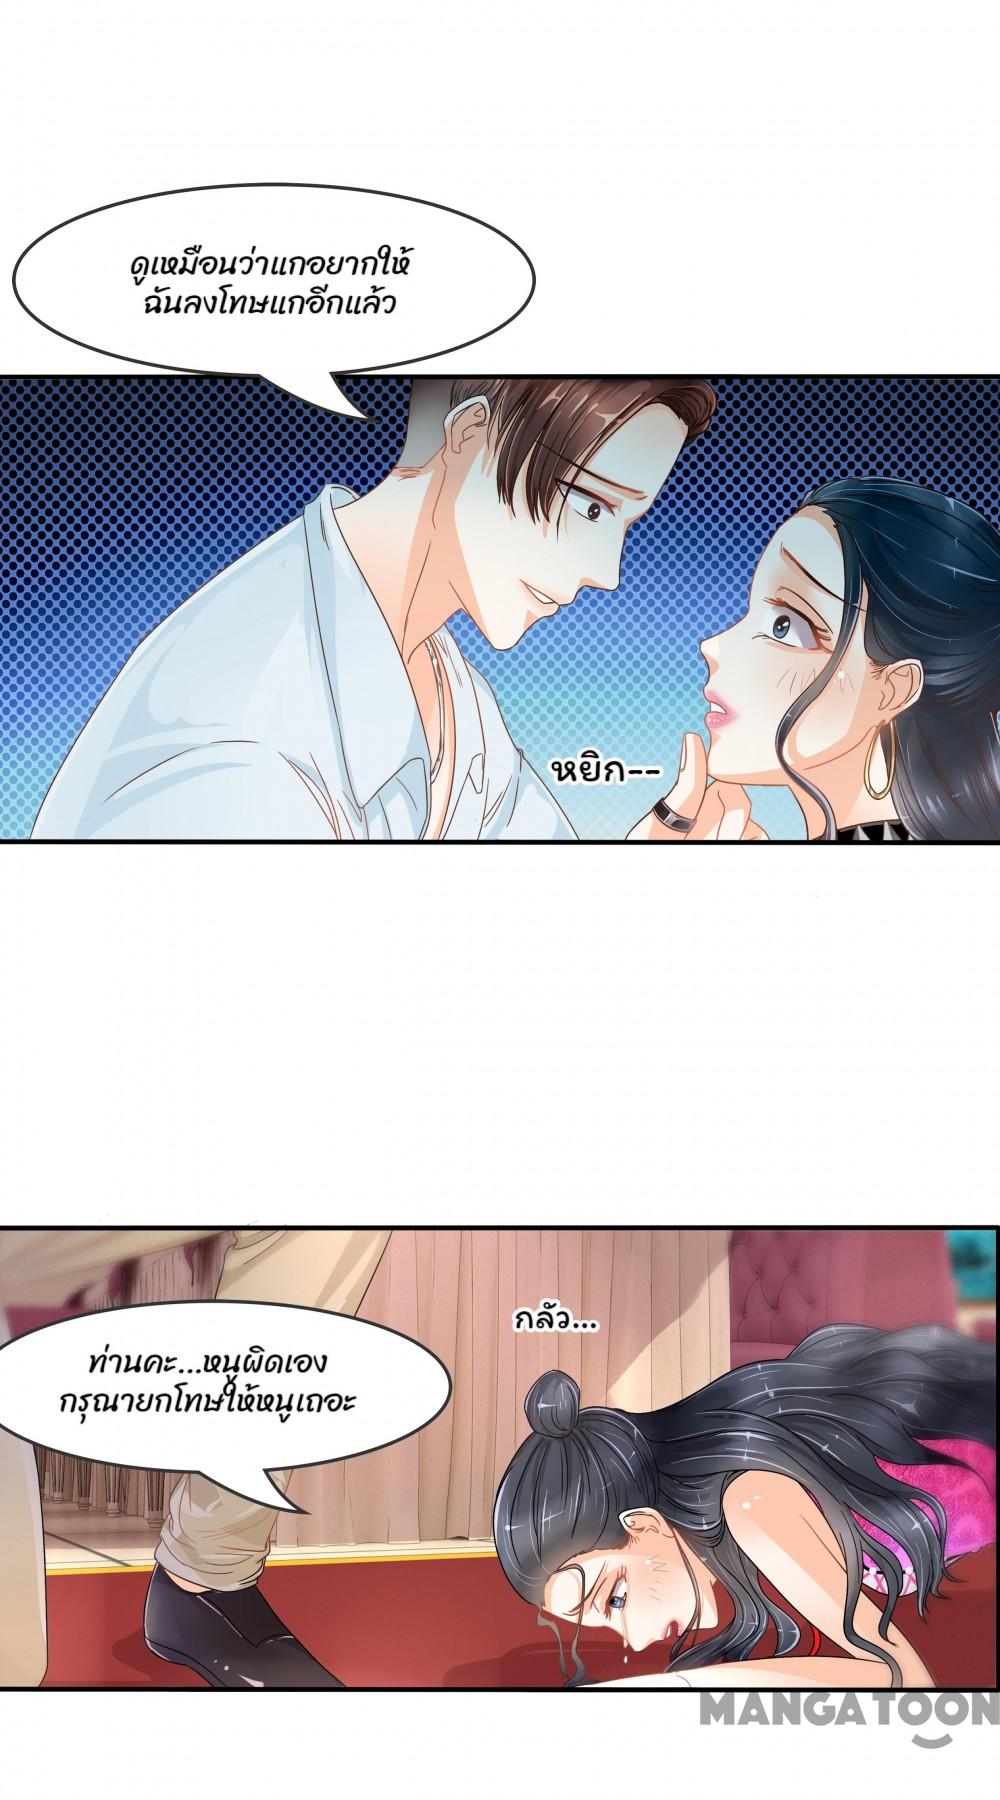 ดูเหมือนว่าแกอยากให้
ฉันลงโทษแกอีกแล้ว
หยิก--
กลัว...
ท่านคะ...หนูผิดเอง
กรุณายกโทษให้หนูเถอะ
MANGATOON